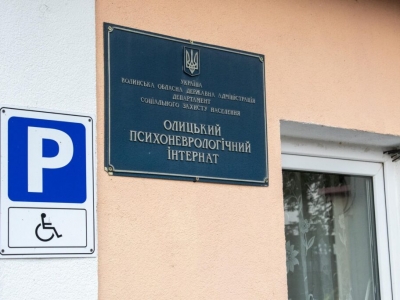 P
УКРАЇНА
ВОЛИНСЬКА ОБЛАСНА ДЕРЖАВНА АДМІНІСТРАЦІЯ
ДЕПАРТАМЕНТ
СОЦІАЛЬНОГО ЗАХИСТУ НАСЕЛЕННЯ
ОЛИЦЬКИЙ
ПСИХОНЕВРОЛОГІЧНИЙ
ІНТЕРНАТ